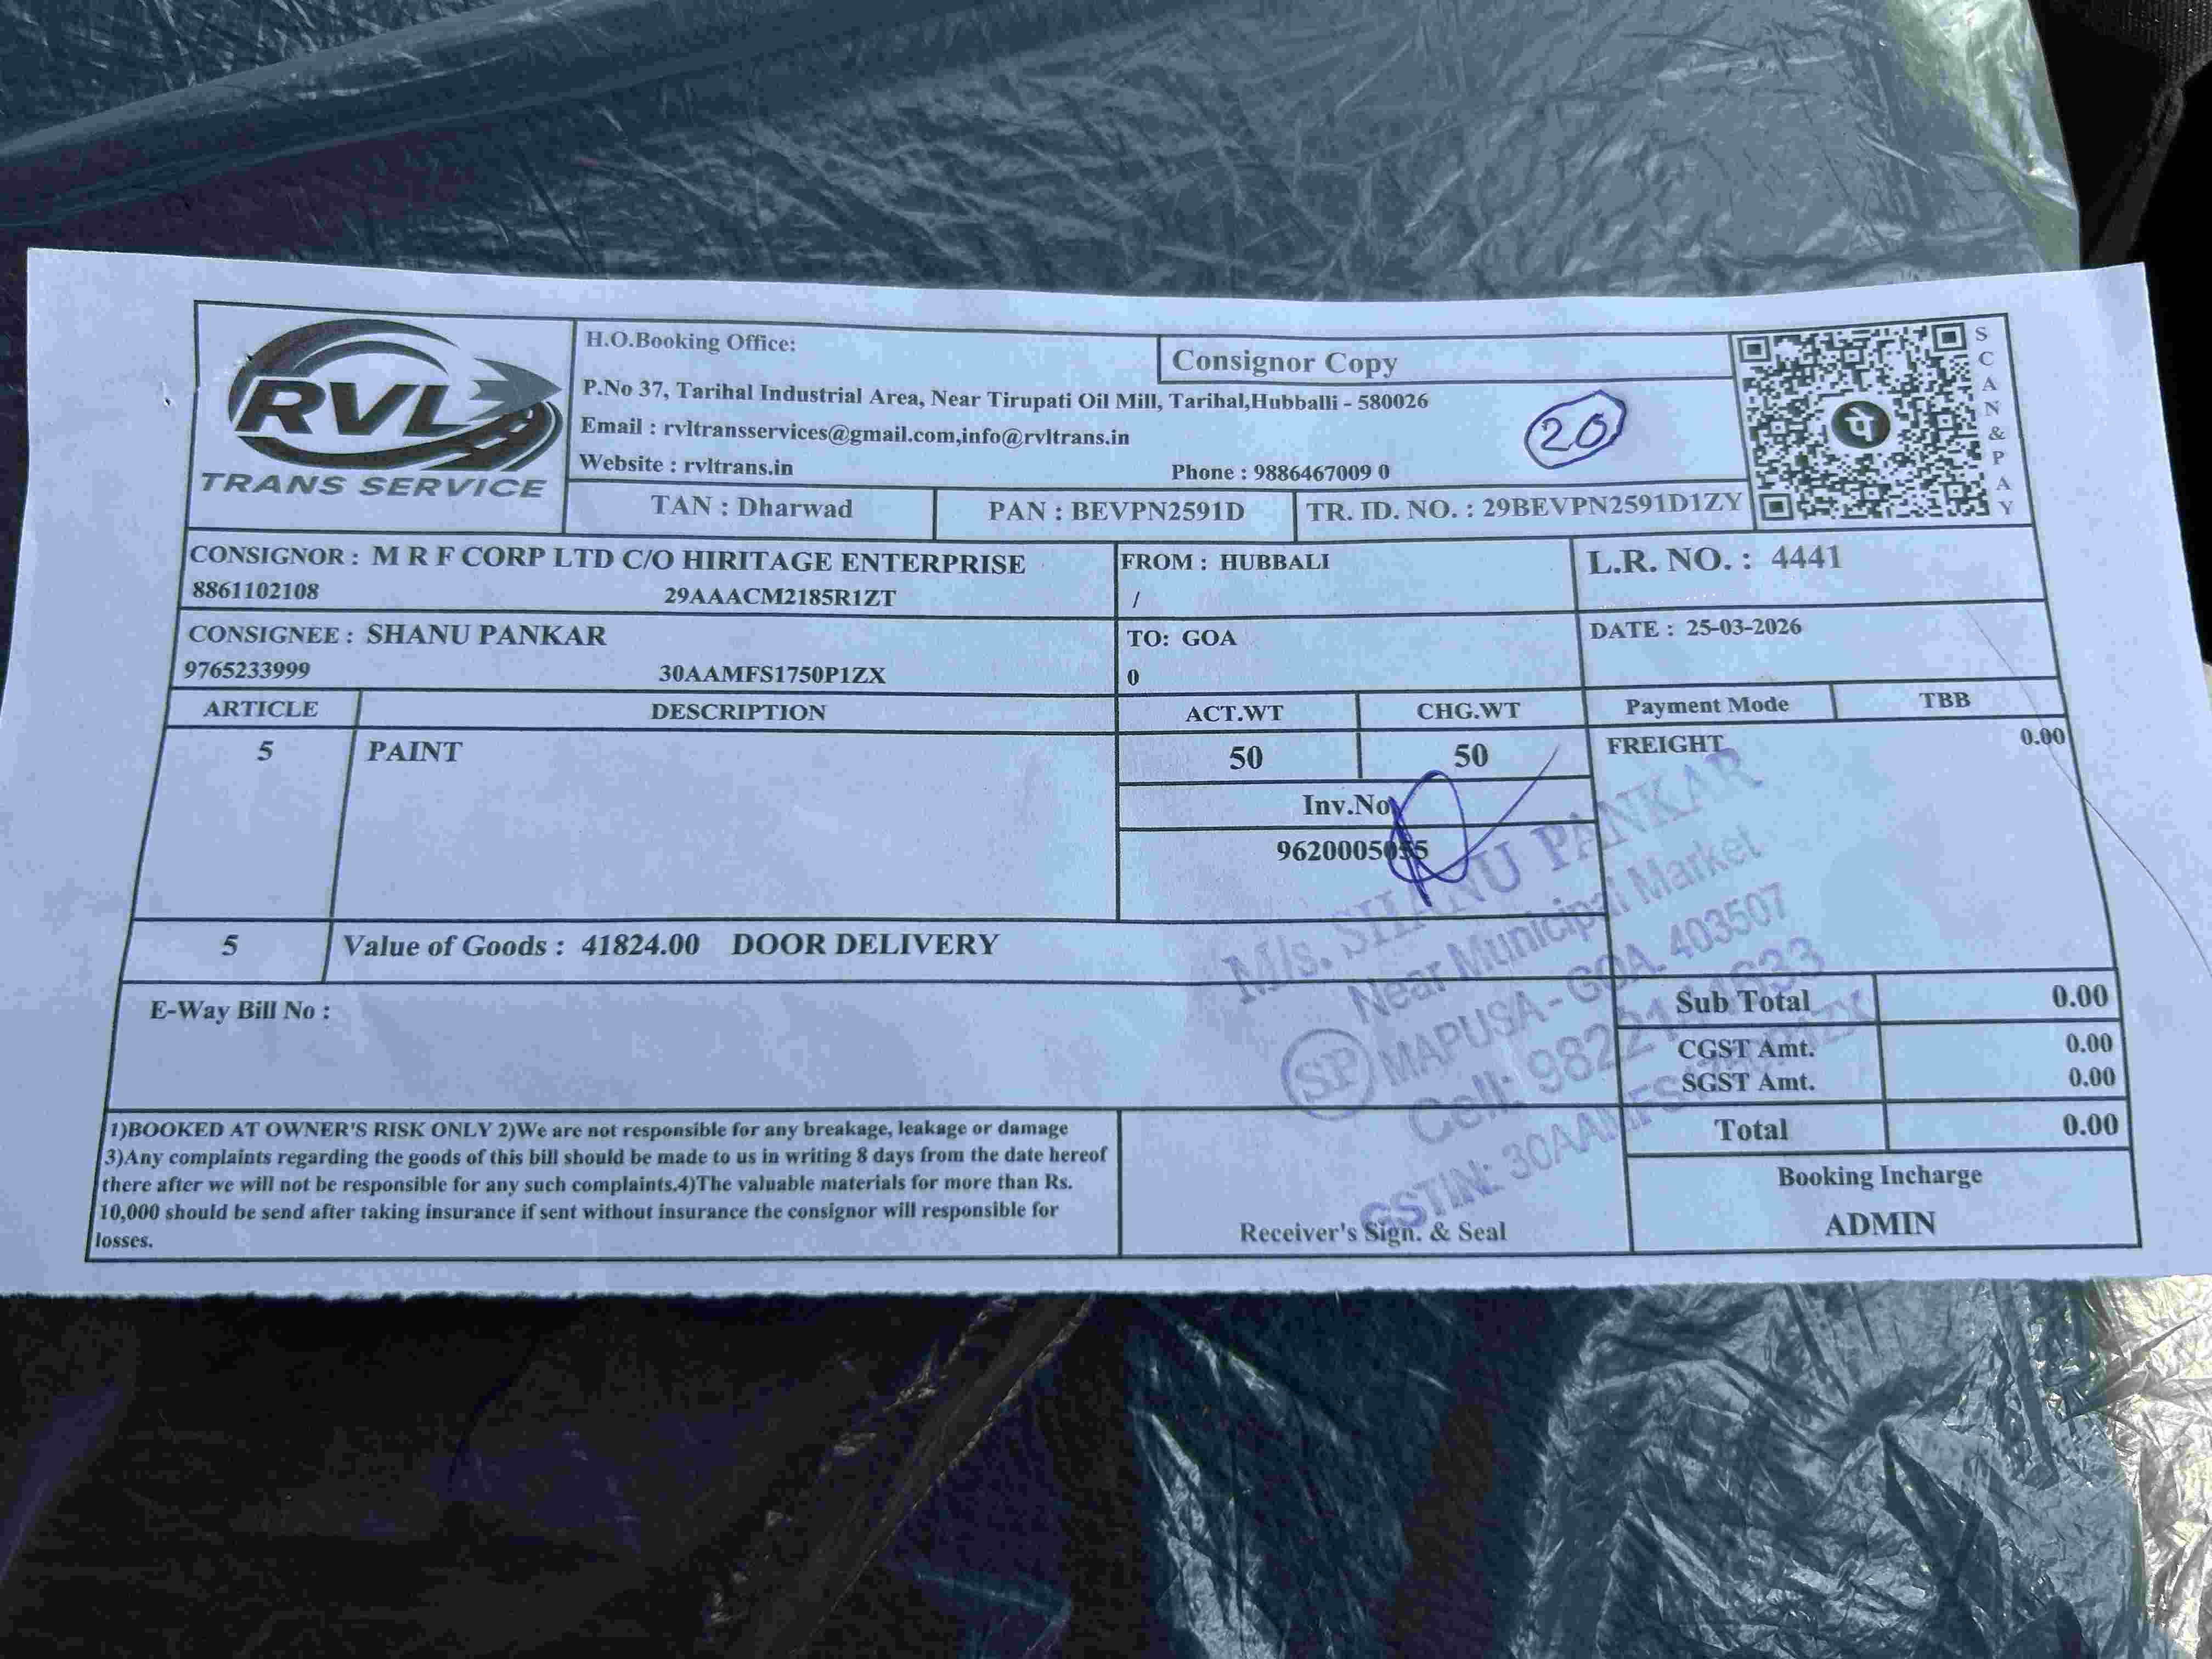 RVL
TRANS SERVICE
H.O.Booking Office:
Consignor Copy
P.No 37, Tarihal Industrial Area, Near Tirupati Oil Mill, Tarihal,Hubballi - 580026
Email : rvltransservices@gmail.com,info@rvltrans.in
Website : rvltrans.in
Phone : 9886467009 0
20
SCAN & PAY
पे
TAN : Dharwad
PAN : BEVPN2591D
TR. ID. NO. : 29BEVPN2591D1ZY
CONSIGNOR : M R F CORP LTD C/O HIRITAGE ENTERPRISE
8861102108 29AAACM2185R1ZT
FROM : HUBBALI
/
L.R. NO. : 4441
CONSIGNEE : SHANU PANKAR
9765233999 30AAMFS1750P1ZX
TO: GOA
0
DATE : 25-03-2026
ARTICLE DESCRIPTION ACT.WT CHG.WT Payment Mode TBB
5 PAINT 50 50 FREIGHT 0.00
Inv.No
5 Value of Goods : 41824.00 DOOR DELIVERY
E-Way Bill No :
M/s. SHANU PANKAR
Near Municipal Market
SP MAPUSA - GOA. 403507
Cell:
GSTIN:
Sub Total 0.00
CGST Amt. 0.00
SGST Amt. 0.00
Total 0.00
1)BOOKED AT OWNER'S RISK ONLY 2)We are not responsible for any breakage, leakage or damage
3)Any complaints regarding the goods of this bill should be made to us in writing 8 days from the date hereof
there after we will not be responsible for any such complaints.4)The valuable materials for more than Rs.
10,000 should be send after taking insurance if sent without insurance the consignor will responsible for
losses.
Receiver's Sign. & Seal
Booking Incharge
ADMIN